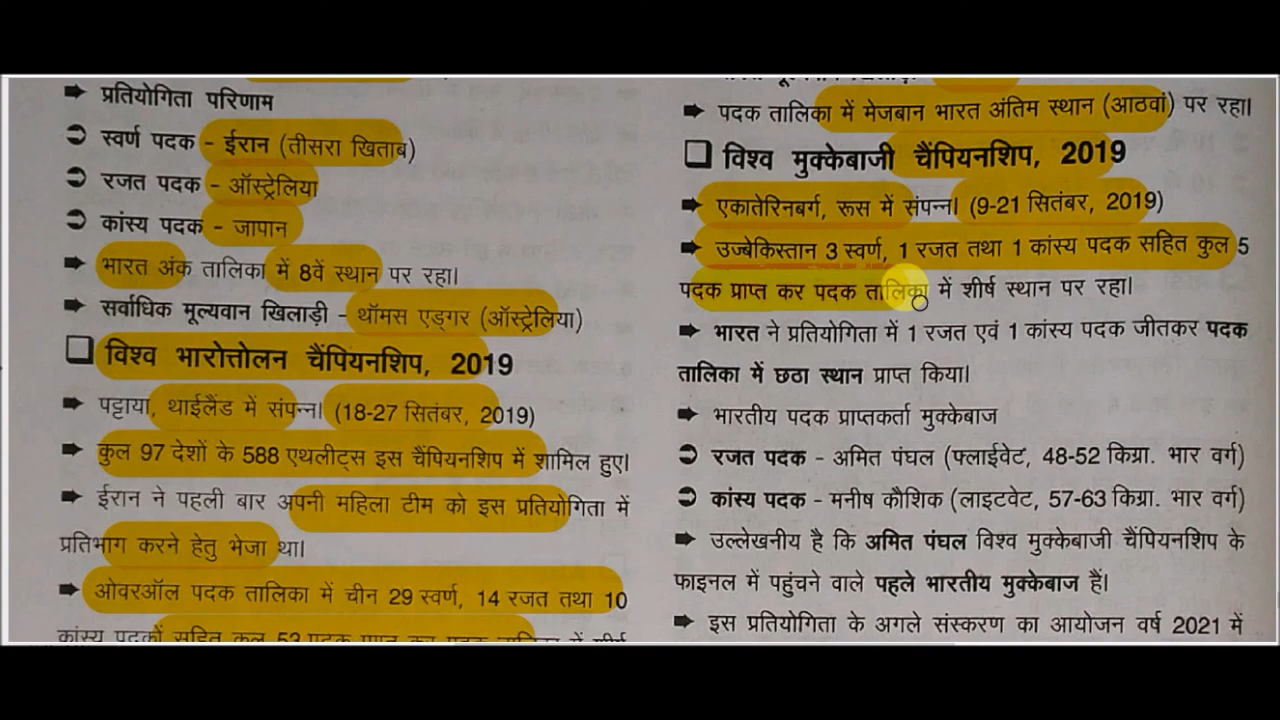 ➡ प्रतियोगिता परिणाम
➲ स्वर्ण पदक - ईरान (तीसरा खिताब)
➲ रजत पदक - ऑस्ट्रेलिया
➲ कांस्य पदक - जापान
➡ भारत अंक तालिका में 8वें स्थान पर रहा।
➡ सर्वाधिक मूल्यवान खिलाड़ी - थॉमस एड्गर (ऑस्ट्रेलिया)
❑ विश्व भारोत्तोलन चैंपियनशिप, 2019
➡ पट्टाया, थाईलैंड में संपन्न। (18-27 सितंबर, 2019)
➡ कुल 97 देशों के 588 एथलीट्स इस चैंपियनशिप में शामिल हुए।
➡ ईरान ने पहली बार अपनी महिला टीम को इस प्रतियोगिता में
प्रतिभाग करने हेतु भेजा था।
➡ ओवरऑल पदक तालिका में चीन 29 स्वर्ण, 14 रजत तथा 10
कांस्य पदकों सहित कुल 53 पदक प्राप्त कर पदक तालिका में शीर्ष
➡ पदक तालिका में मेजबान भारत अंतिम स्थान (आठवां) पर रहा।
❑ विश्व मुक्केबाजी चैंपियनशिप, 2019
➡ एकातेरिनबर्ग, रूस में संपन्न। (9-21 सितंबर, 2019)
➡ उज्बेकिस्तान 3 स्वर्ण, 1 रजत तथा 1 कांस्य पदक सहित कुल 5
पदक प्राप्त कर पदक तालिका में शीर्ष स्थान पर रहा।
➡ भारत ने प्रतियोगिता में 1 रजत एवं 1 कांस्य पदक जीतकर पदक
तालिका में छठा स्थान प्राप्त किया।
➡ भारतीय पदक प्राप्तकर्ता मुक्केबाज
➲ रजत पदक - अमित पंघल (फ्लाईवेट, 48-52 किग्रा. भार वर्ग)
➲ कांस्य पदक - मनीष कौशिक (लाइटवेट, 57-63 किग्रा. भार वर्ग)
➡ उल्लेखनीय है कि अमित पंघल विश्व मुक्केबाजी चैंपियनशिप के
फाइनल में पहुंचने वाले पहले भारतीय मुक्केबाज हैं।
➡ इस प्रतियोगिता के अगले संस्करण का आयोजन वर्ष 2021 में